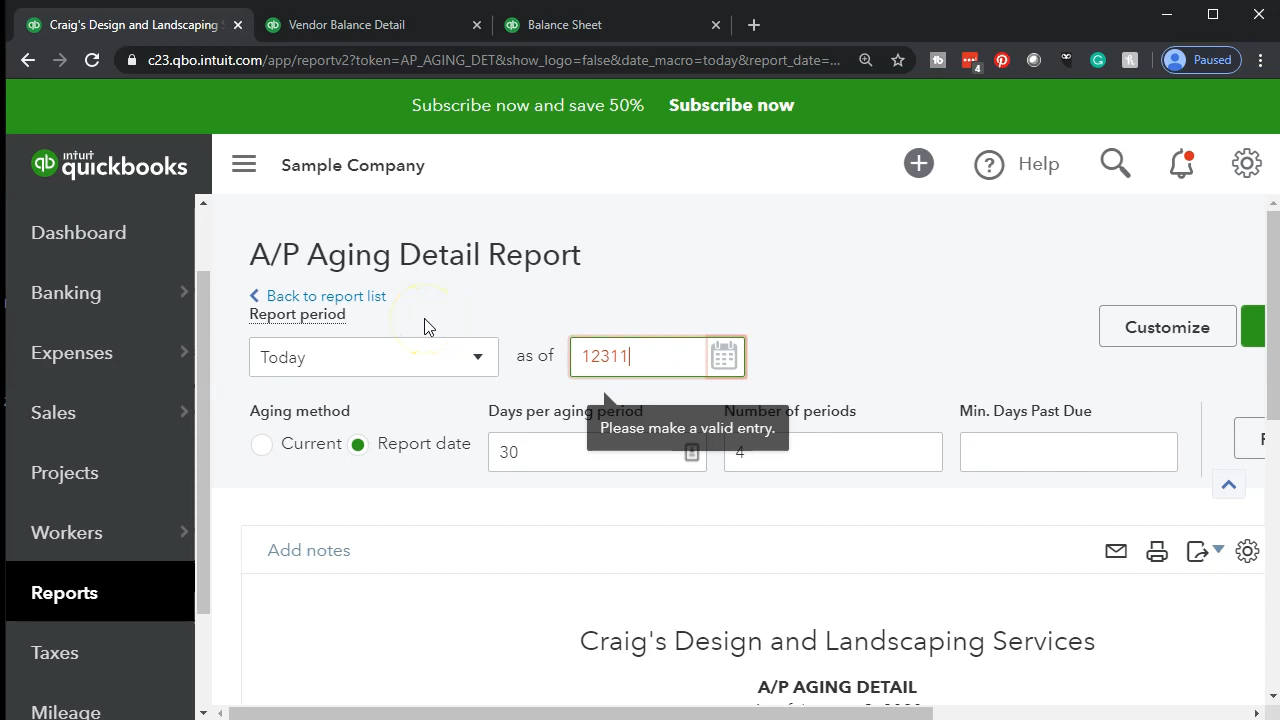 Craig's Design and Landscaping
Vendor Balance Detail
Balance Sheet
c23.qbo.intuit.com/app/reportv2?token=AP_AGING_DET&show_logo=false&date_macro=today&report_date=...
4
Paused
Subscribe now and save 50% Subscribe now
intuit
quickbooks
Sample Company
Help
Dashboard
Banking
Expenses
Sales
Projects
Workers
Reports
Taxes
Mileage
A/P Aging Detail Report
Back to report list
Report period
Today
as of
12311
Customize
Please make a valid entry.
Aging method
Days per aging period
Number of periods
Min. Days Past Due
Current
Report date
30
4
Add notes
Craig's Design and Landscaping Services
A/P AGING DETAIL